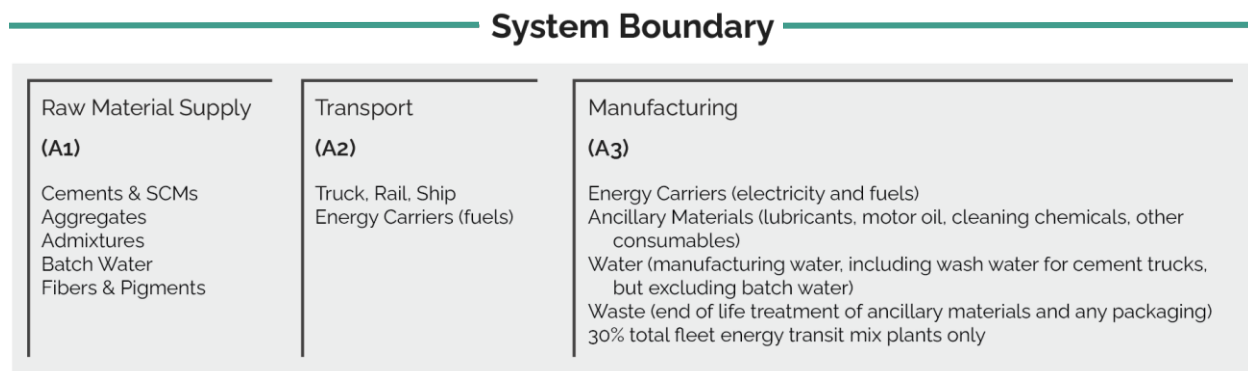 System Boundary
Raw Material Supply
(A1)
Cements & SCMs
Aggregates
Admixtures
Batch Water
Fibers & Pigments
Transport
(A2)
Truck, Rail, Ship
Energy Carriers (fuels)
Manufacturing
(A3)
Energy Carriers (electricity and fuels)
Ancillary Materials (lubricants, motor oil, cleaning chemicals, other
consumables)
Water (manufacturing water, including wash water for cement trucks,
but excluding batch water)
Waste (end of life treatment of ancillary materials and any packaging)
30% total fleet energy transit mix plants only